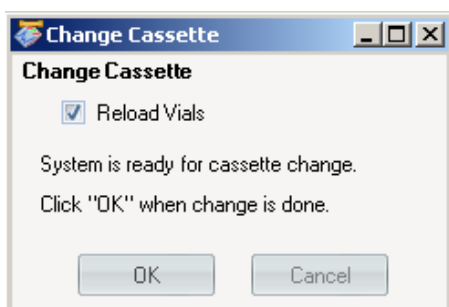 Change Cassette
Change Cassette
Reload Vials
System is ready for cassette change.
Click "OK" when change is done.
OK
Cancel